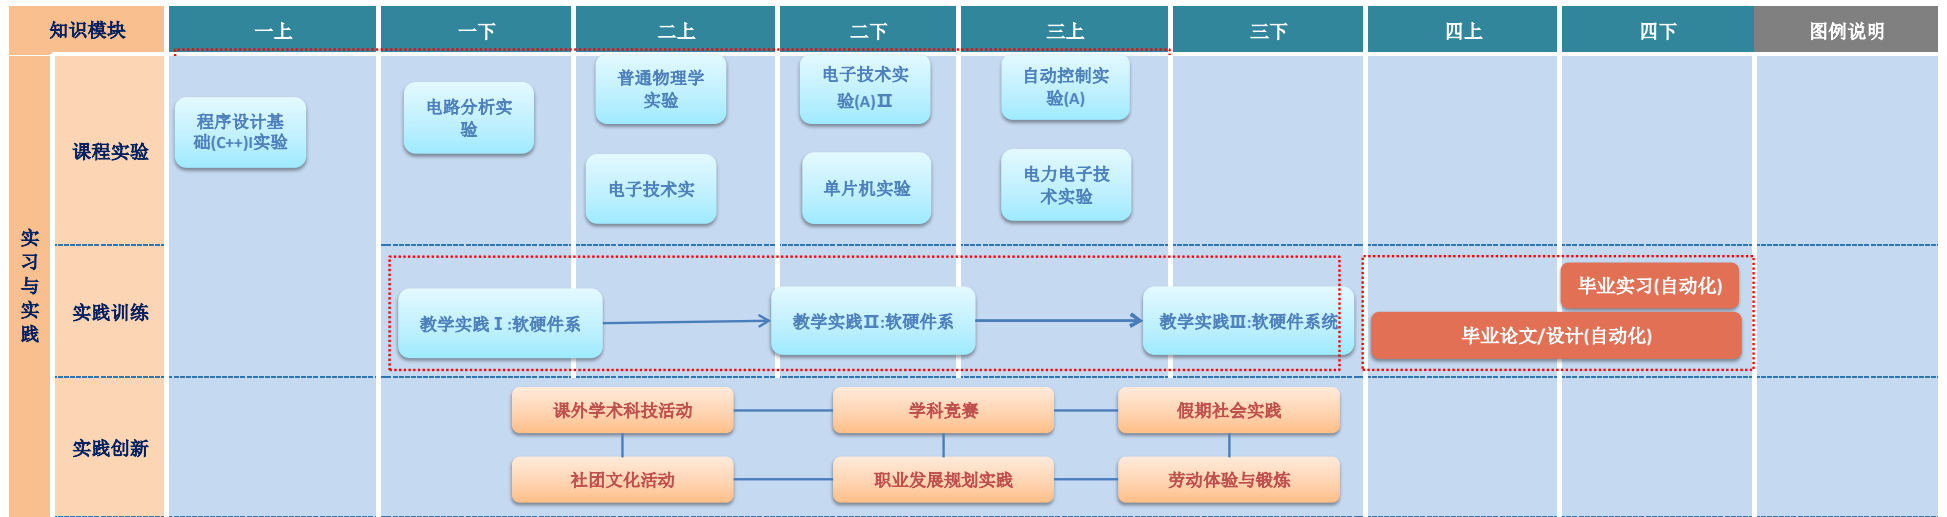 知识模块
一上
一下
二上
二下
三上
三下
四上
四下
图例说明
实
习
与
实
践
课程实验
程序设计基
础(C++)I实验
电路分析实
验
普通物理学
实验
电子技术实
电子技术实
验(A)Ⅱ
单片机实验
自动控制实
验(A)
电力电子技
术实验
实践训练
教学实践Ⅰ:软硬件系
教学实践Ⅱ:软硬件系
教学实践Ⅲ:软硬件系统
毕业实习(自动化)
毕业论文/设计(自动化)
实践创新
课外学术科技活动
学科竞赛
假期社会实践
社团文化活动
职业发展规划实践
劳动体验与锻炼